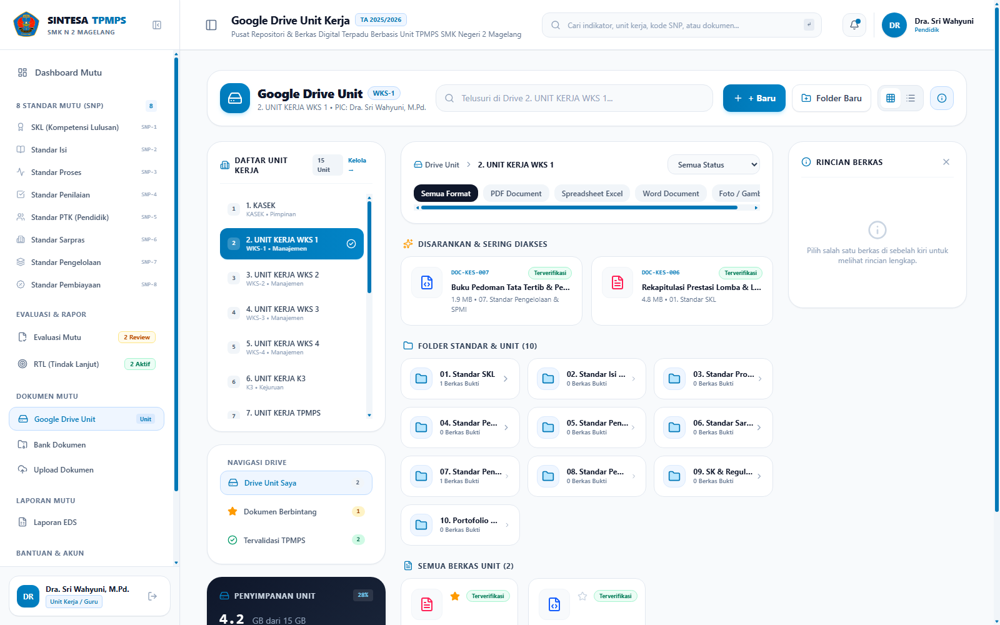 SINTESA TPMPS
SMK N 2 MAGELANG
Google Drive Unit Kerja
TA 2025/2026
Pusat Repositori & Berkas Digital Terpadu Berbasis Unit TPMPS SMK Negeri 2 Magelang
Cari indikator, unit kerja, kode SNP, atau dokumen...
DR
Dra. Sri Wahyuni
Pendidik
Dashboard Mutu
8 STANDAR MUTU (SNP)
8
SKL (Kompetensi Lulusan)
SNP-1
Standar Isi
SNP-2
Standar Proses
SNP-3
Standar Penilaian
SNP-4
Standar PTK (Pendidik)
SNP-5
Standar Sarpras
SNP-6
Standar Pengelolaan
SNP-7
Standar Pembiayaan
SNP-8
EVALUASI & RAPOR
Evaluasi Mutu
2 Review
RTL (Tindak Lanjut)
2 Aktif
DOKUMEN MUTU
Google Drive Unit
Unit
Bank Dokumen
Upload Dokumen
LAPORAN MUTU
Laporan EDS
BANTUAN & AKUN
DR
Dra. Sri Wahyuni, M.Pd.
Unit Kerja / Guru
Google Drive Unit
WKS-1
2. UNIT KERJA WKS 1 • PIC: Dra. Sri Wahyuni, M.Pd.
Telusuri di Drive 2. UNIT KERJA WKS 1...
+ Baru
Folder Baru
DAFTAR UNIT KERJA
15 Unit
Kelola →
1
1. KASEK
KASEK • Pimpinan
2
2. UNIT KERJA WKS 1
WKS-1 • Manajemen
3
3. UNIT KERJA WKS 2
WKS-2 • Manajemen
4
4. UNIT KERJA WKS 3
WKS-3 • Manajemen
5
5. UNIT KERJA WKS 4
WKS-4 • Manajemen
6
6. UNIT KERJA K3
K3 • Kejuruan
7
7. UNIT KERJA TPMPS
NAVIGASI DRIVE
Drive Unit Saya
2
Dokumen Berbintang
1
Tervalidasi TPMPS
2
PENYIMPANAN UNIT
28%
4.2 GB dari 15 GB
Drive Unit > 2. UNIT KERJA WKS 1
Semua Status
Semua Format
PDF Document
Spreadsheet Excel
Word Document
Foto / Gamb
DISARANKAN & SERING DIAKSES
DOC-KES-007
Terverifikasi
Buku Pedoman Tata Tertib & Pe...
1.9 MB • 07. Standar Pengelolaan & SPMI
DOC-KES-006
Terverifikasi
Rekapitulasi Prestasi Lomba & L...
4.8 MB • 01. Standar SKL
FOLDER STANDAR & UNIT (10)
01. Standar SKL
1 Berkas Bukti
02. Standar Isi ...
0 Berkas Bukti
03. Standar Pro...
0 Berkas Bukti
04. Standar Pe...
0 Berkas Bukti
05. Standar Pen...
0 Berkas Bukti
06. Standar Sar...
0 Berkas Bukti
07. Standar Pen...
1 Berkas Bukti
08. Standar Pe...
0 Berkas Bukti
09. SK & Regul...
0 Berkas Bukti
10. Portofolio ...
0 Berkas Bukti
SEMUA BERKAS UNIT (2)
Terverifikasi
Terverifikasi
RINCIAN BERKAS
Pilih salah satu berkas di sebelah kiri untuk
melihat rincian lengkap.